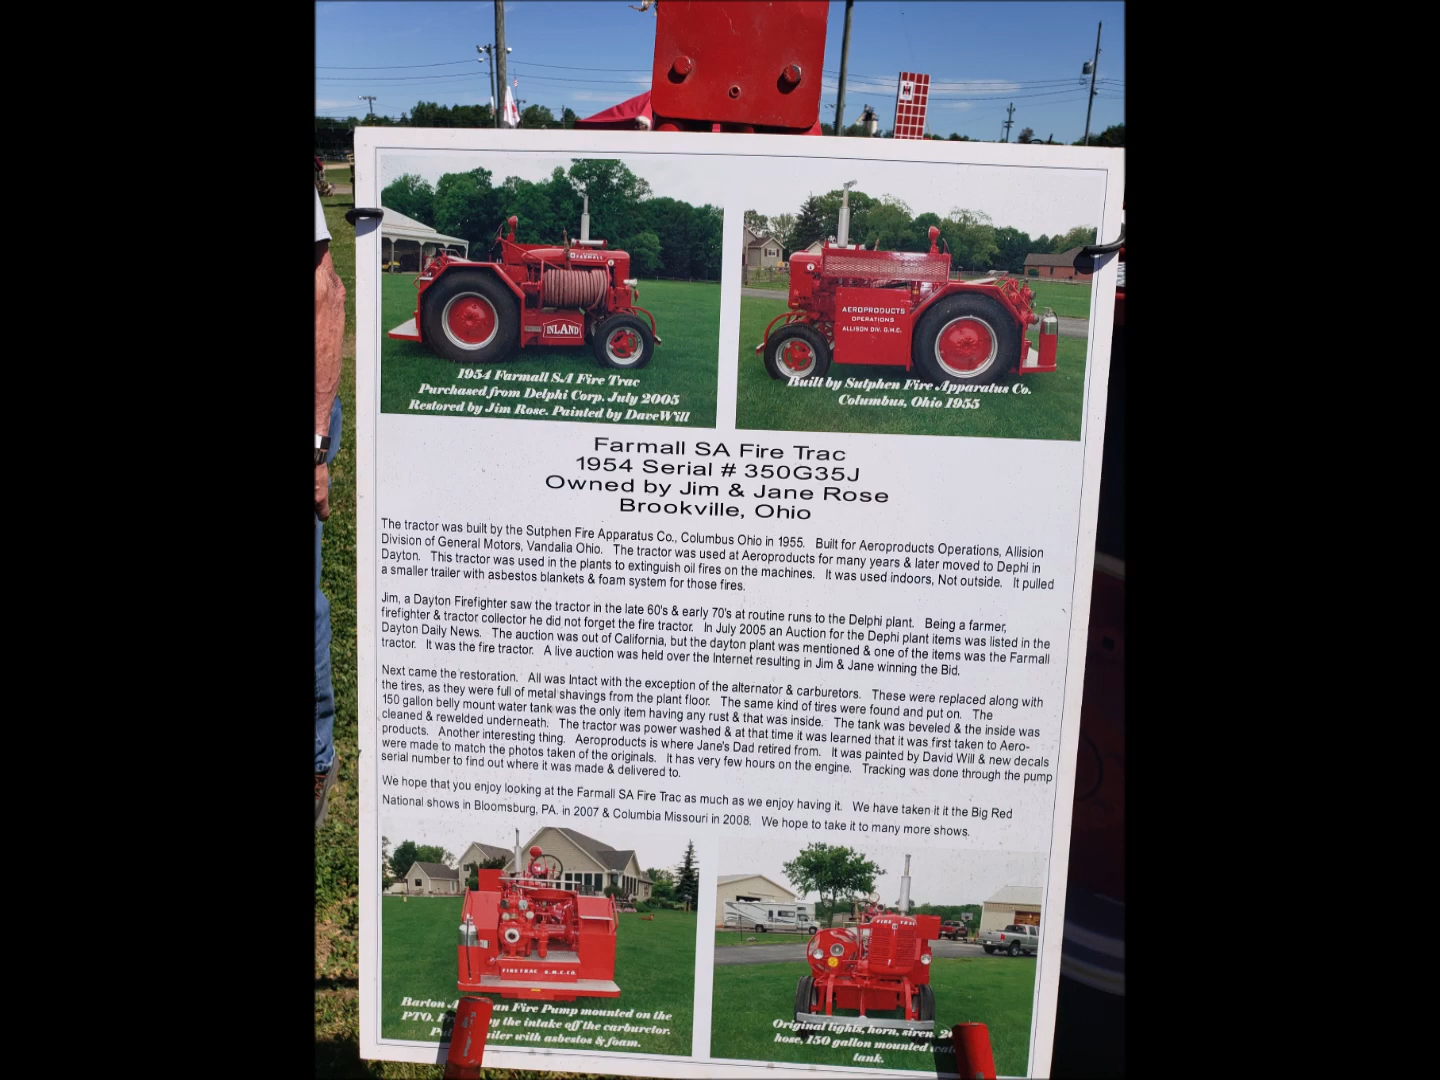 FARMALL
INLAND
1954 Farmall SA Fire Trac
Purchased from Delphi Corp. July 2005
Restored by Jim Rose. Painted by Dave Will
AEROPRODUCTS
OPERATIONS
ALLISON DIV. G.M.C.
Built by Sutphen Fire Apparatus Co.
Columbus, Ohio 1955
Farmall SA Fire Trac
1954 Serial # 350G35J
Owned by Jim & Jane Rose
Brookville, Ohio
The tractor was built by the Sutphen Fire Apparatus Co., Columbus Ohio in 1955. Built for Aeroproducts Operations, Allision
Division of General Motors, Vandalia Ohio. The tractor was used at Aeroproducts for many years & later moved to Dephi in
Dayton. This tractor was used in the plants to extinguish oil fires on the machines. It was used indoors, Not outside. It pulled
a smaller trailer with asbestos blankets & foam system for those fires.
Jim, a Dayton Firefighter saw the tractor in the late 60's & early 70's at routine runs to the Delphi plant. Being a farmer,
firefighter & tractor collector he did not forget the fire tractor. In July 2005 an Auction for the Dephi plant items was listed in the
Dayton Daily News. The auction was out of California, but the dayton plant was mentioned & one of the items was the Farmall
tractor. It was the fire tractor. A live auction was held over the Internet resulting in Jim & Jane winning the Bid.
Next came the restoration. All was Intact with the exception of the alternator & carburetors. These were replaced along with
the tires, as they were full of metal shavings from the plant floor. The same kind of tires were found and put on. The
150 gallon belly mount water tank was the only item having any rust & that was inside. The tank was beveled & the inside was
cleaned & rewelded underneath. The tractor was power washed & at that time it was learned that it was first taken to Aero-
products. Another interesting thing. Aeroproducts is where Jane's Dad retired from. It was painted by David Will & new decals
were made to match the photos taken of the originals. It has very few hours on the engine. Tracking was done through the pump
serial number to find out where it was made & delivered to.
We hope that you enjoy looking at the Farmall SA Fire Trac as much as we enjoy having it. We have taken it it the Big Red
National shows in Bloomsburg, PA. in 2007 & Columbia Missouri in 2008. We hope to take it to many more shows.
FIRE TRAC G.M.C. CO.
Barton Fire Pump mounted on the
PTO. by the intake off the carburetor.
with asbestos & foam.
FIRE TRAC
Original lights, horn, siren.
hose, 150 gallon mounted
tank.